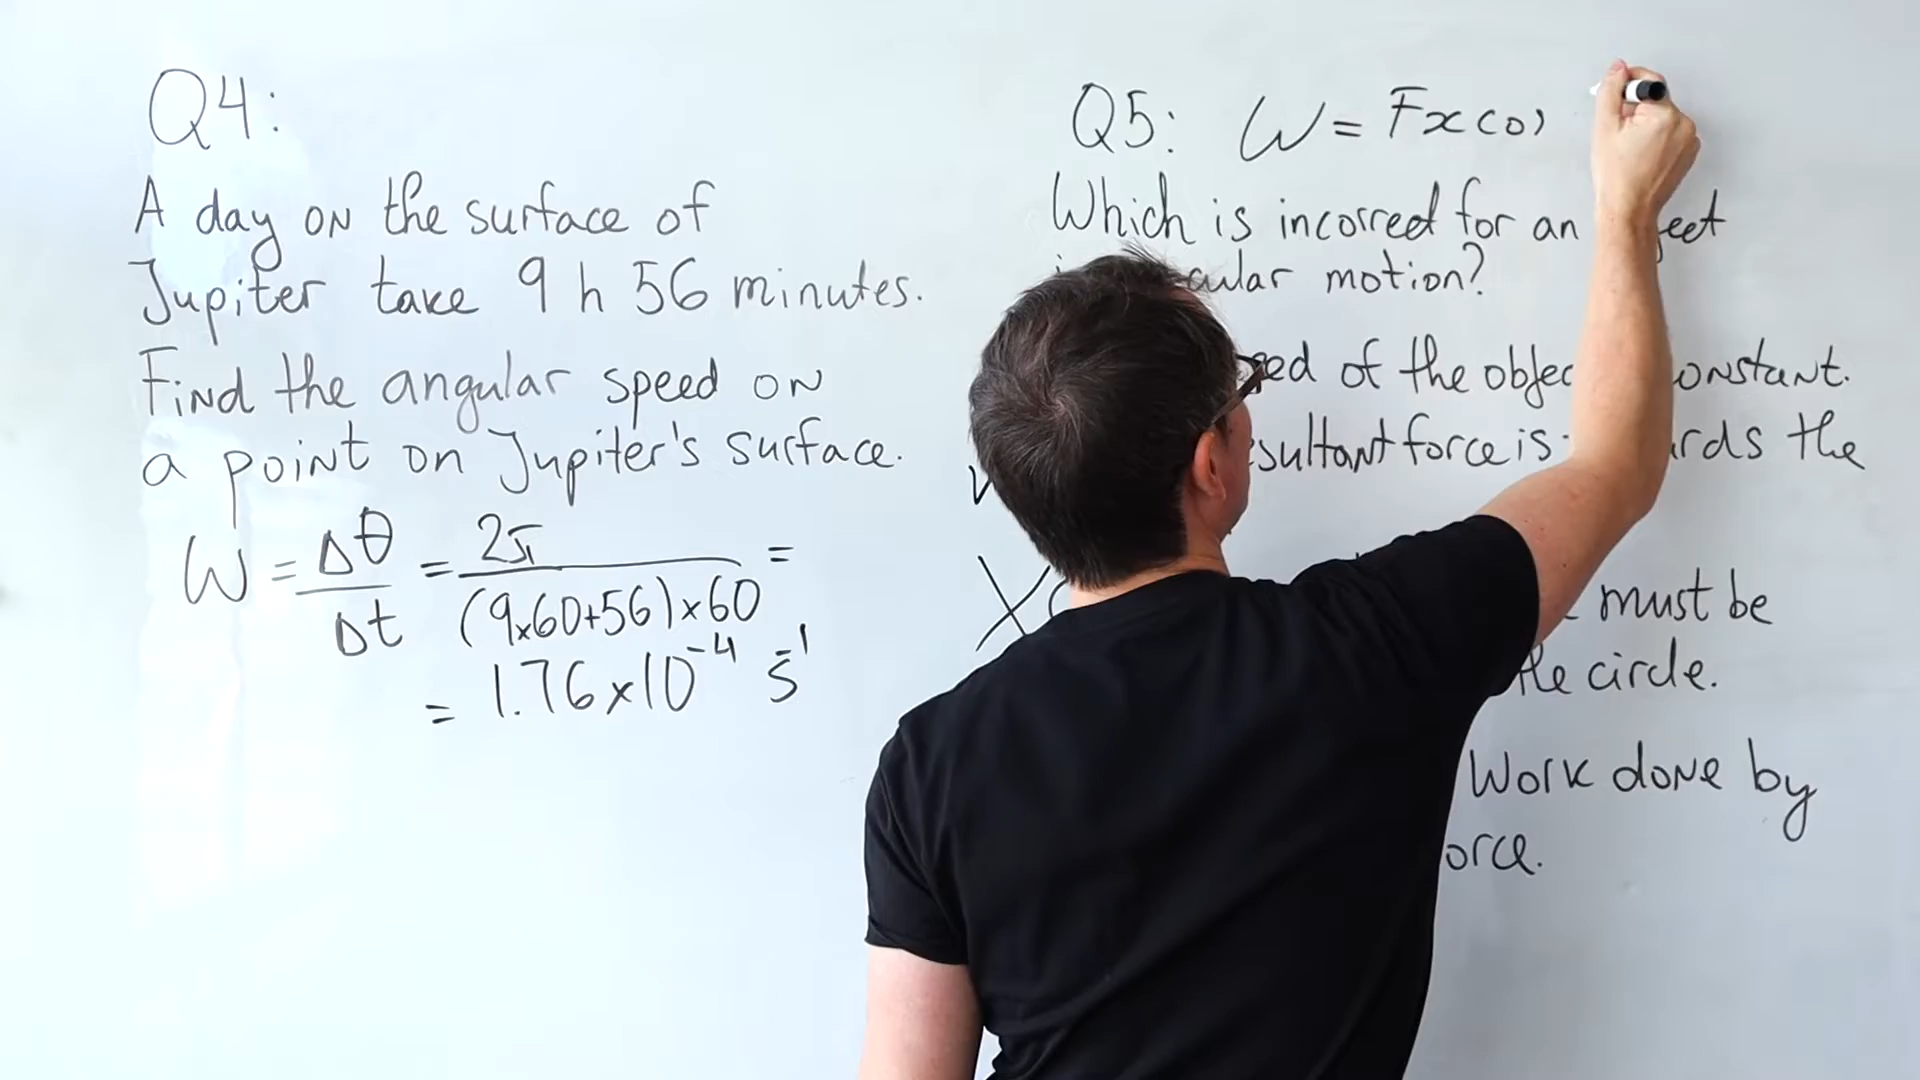 Q4:
A day on the surface of
Jupiter take 9 h 56 minutes.
Find the angular speed on
a point on Jupiter's surface.
ω = Δθ/Δt = 2π/((9×60+56)×60) =
= 1.76×10⁻⁴ s⁻¹
Q5: W = Fx cos
Which is incorrect for an
motion?
of the constant.
force is the
must be
circle.
Work done by